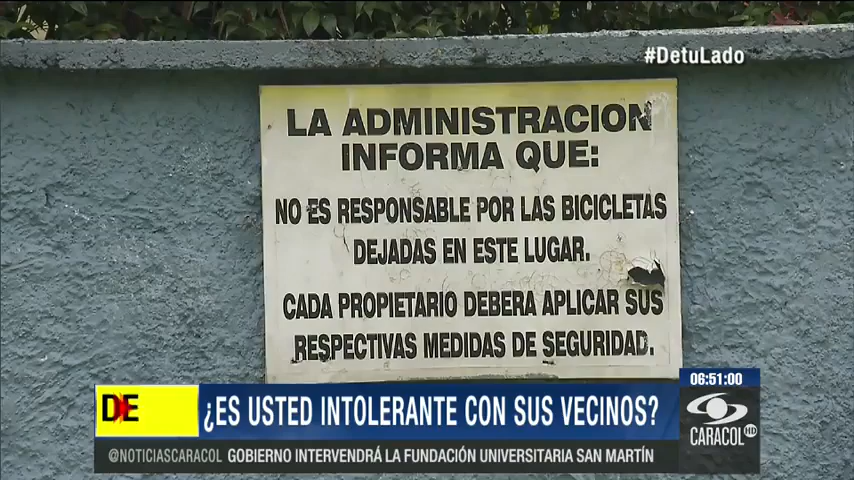 #DetuLado
LA ADMINISTRACION
INFORMA QUE:
NO ES RESPONSABLE POR LAS BICICLETAS
DEJADAS EN ESTE LUGAR.
CADA PROPIETARIO DEBERA APLICAR SUS
RESPECTIVAS MEDIDAS DE SEGURIDAD.
06:51:00
DE
¿ES USTED INTOLERANTE CON SUS VECINOS?
CARACOL HD
@NOTICIASCARACOL GOBIERNO INTERVENDRÁ LA FUNDACIÓN UNIVERSITARIA SAN MARTÍN